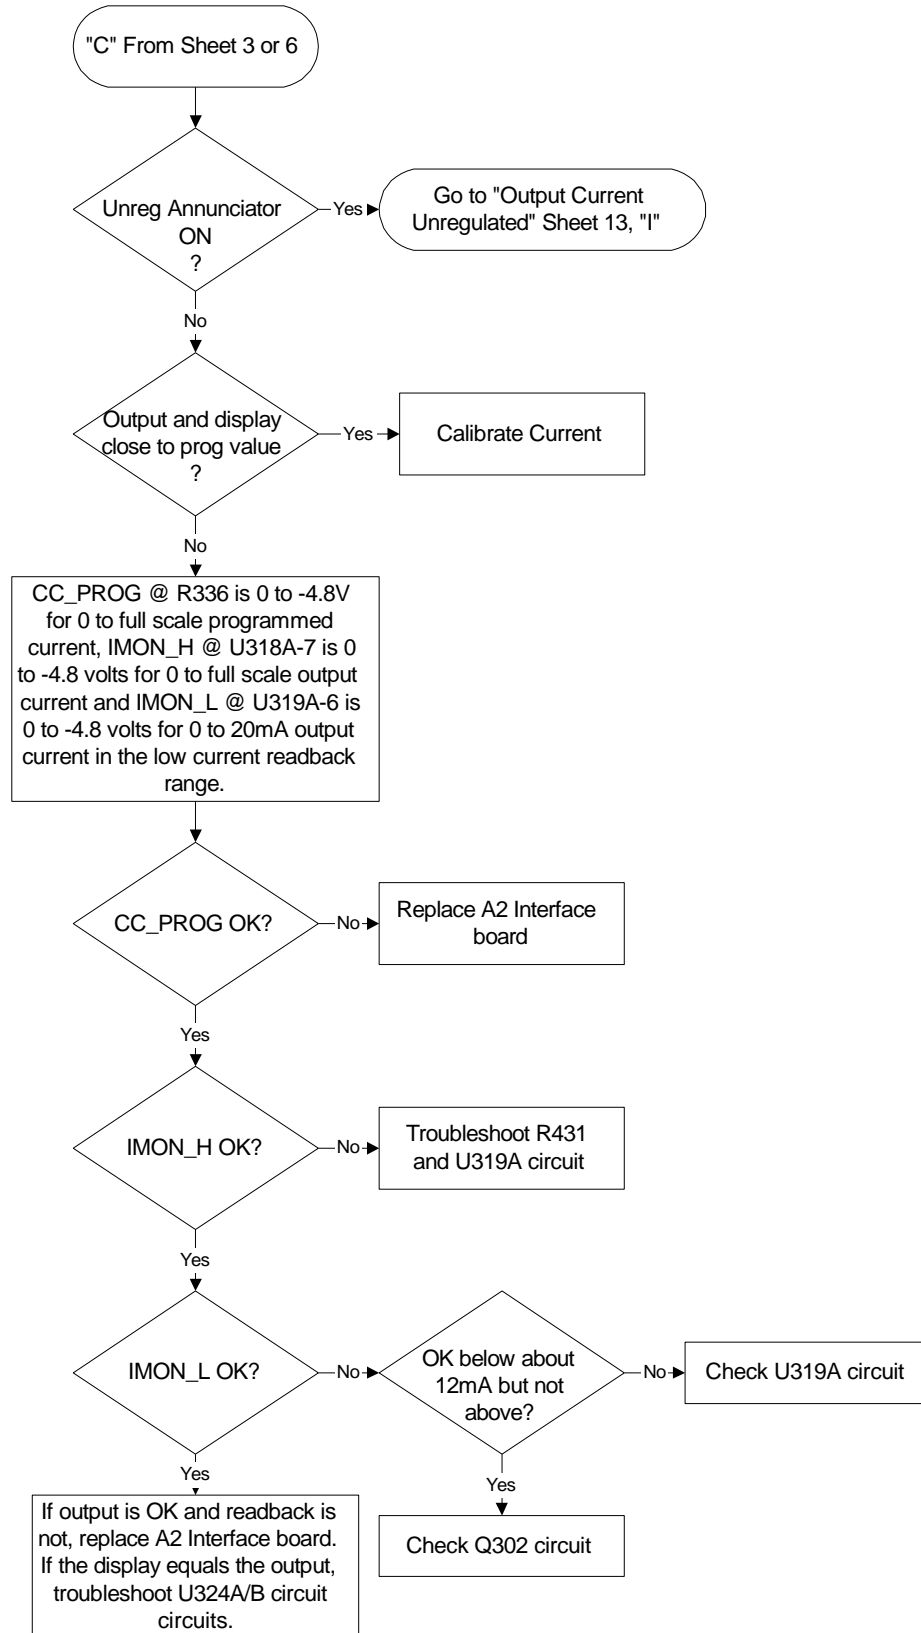 "C" From Sheet 3 or 6
Unreg Annunciator
ON
?
Yes
Go to "Output Current
Unregulated" Sheet 13, "I"
No
Output and display
close to prog value
?
Yes
Calibrate Current
No
CC_PROG @ R336 is 0 to -4.8V
for 0 to full scale programmed
current, IMON_H @ U318A-7 is 0
to -4.8 volts for 0 to full scale output
current and IMON_L @ U319A-6 is
0 to -4.8 volts for 0 to 20mA output
current in the low current readback
range.
CC_PROG OK?
No
Replace A2 Interface
board
Yes
IMON_H OK?
No
Troubleshoot R431
and U319A circuit
Yes
IMON_L OK?
No
OK below about
12mA but not
above?
No
Check U319A circuit
Yes
Yes
If output is OK and readback is
not, replace A2 Interface board.
If the display equals the output,
troubleshoot U324A/B circuit
circuits.
Check Q302 circuit